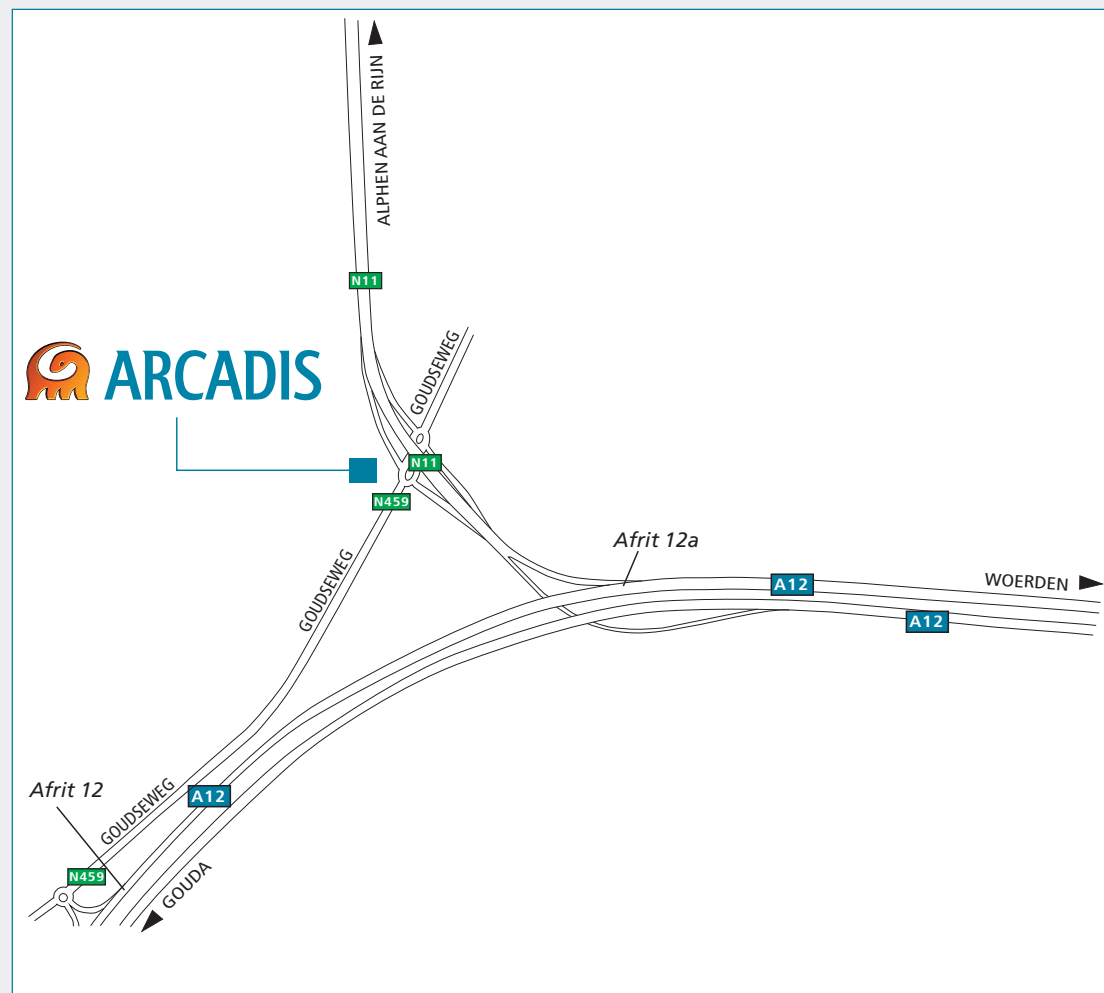 ALPHEN AAN DE RIJN
N11
GOUDSEWEG
ARCADIS
N11
N459
Afrit 12a
GOUDSEWEG
A12
WOERDEN
A12
Afrit 12
GOUDSEWEG
A12
N459
GOUDA